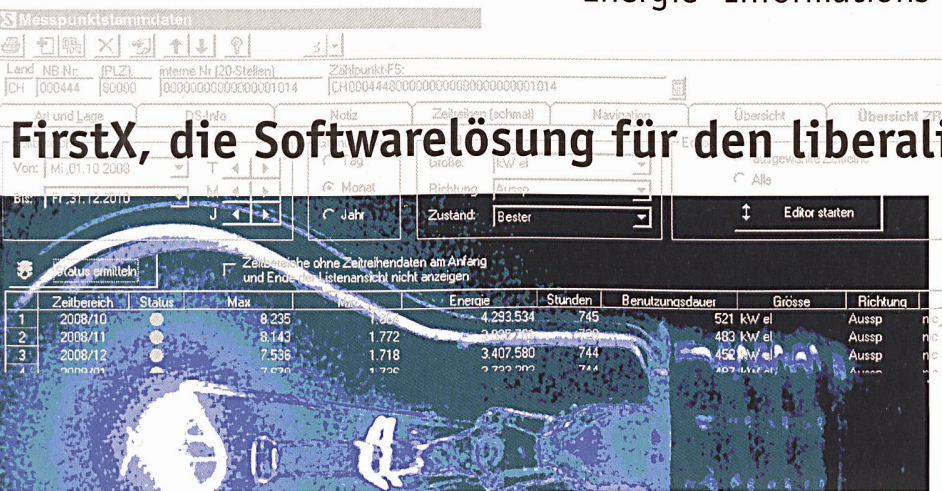 Energie Informations
Messpunktstammdaten
Land NB-Nr: (PLZ): interne Nr (20-Stellen) Zählpunkt-FS:
CH 000444 80000 00000000000000001014
Art und Lage DS-Info Notiz Zeitreihen (schmal) Navigation Übersicht Übersicht ZP
FirstX, die Softwarelösung für den liberali
Von: Mi,01.10.2008 T Tag Größe: kW el
Alle
Bis: Fr,31.12.2010 M Monat Richtung: Aussp
J Jahr Zustand: Bester Editor starten
Status ermitteln Zeitbereiche ohne Zeitreihendaten am Anfang
und Ende der Listenansicht nicht anzeigen
Zeitbereich Status Max Energie Stunden Benutzungsdauer Grösse Richtung
1 2008/10 8.235 4.293.534 745 521 kW el Aussp
2 2008/11 8.143 1.772 483 kW el Aussp
3 2008/12 7.536 1.718 3.407.580 744 452 kW el Aussp